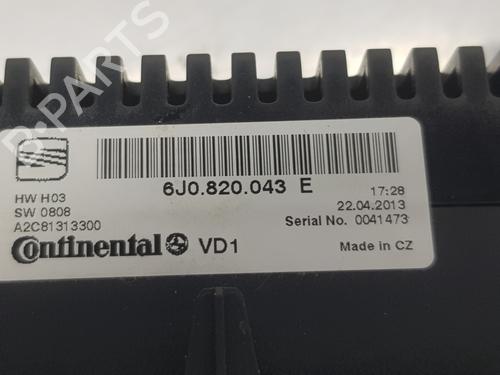 B-PARTS
6J0.820.043 E
HW H03
SW 0808
A2C81313300
17:28
22.04.2013
Serial No. 0041473
Continental VD1
Made in CZ